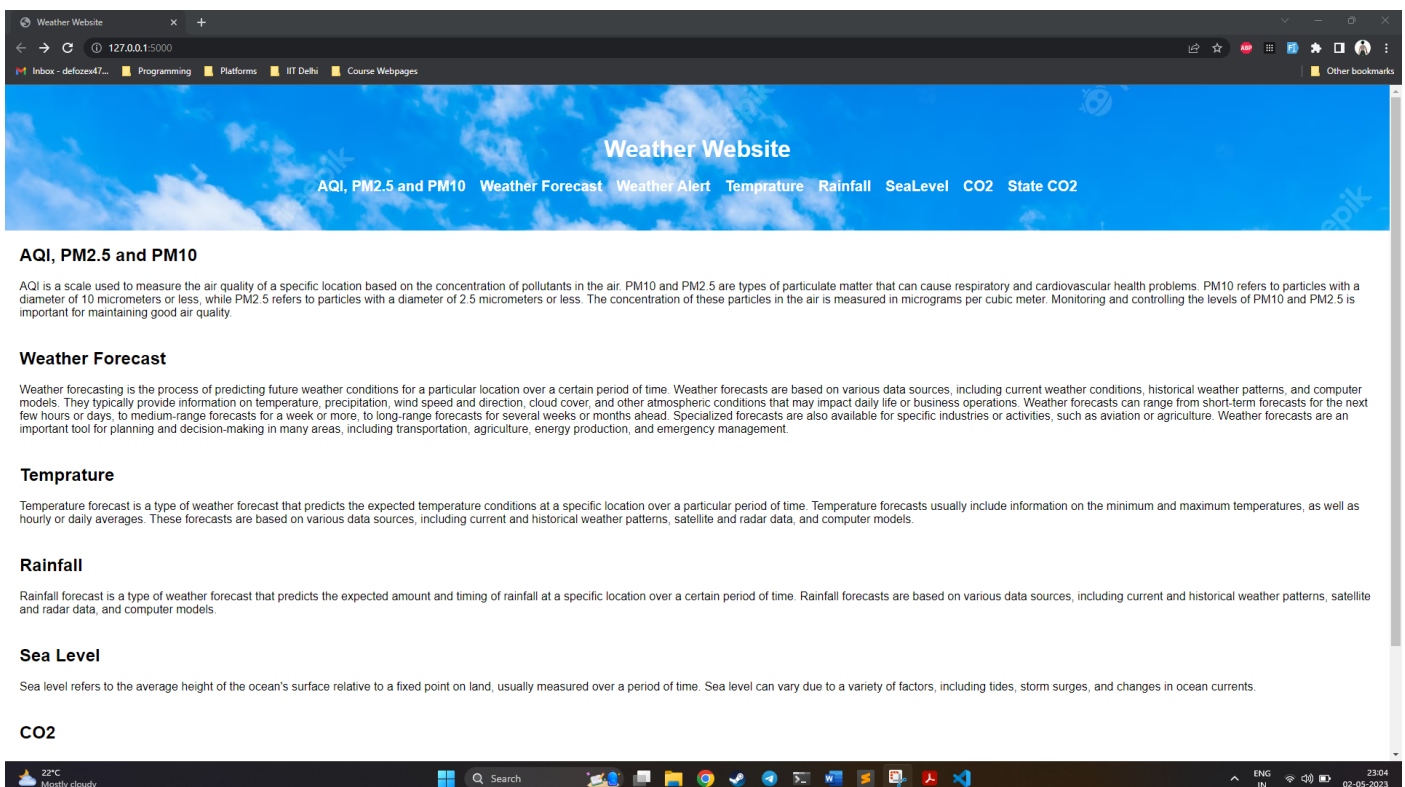 Weather Website
127.0.0.1:5000
Inbox - defozex47... Programming Platforms IIT Delhi Course Webpages Other bookmarks
Weather Website
AQI, PM2.5 and PM10 Weather Forecast Weather Alert Temprature Rainfall SeaLevel CO2 State CO2
AQI, PM2.5 and PM10
AQI is a scale used to measure the air quality of a specific location based on the concentration of pollutants in the air. PM10 and PM2.5 are types of particulate matter that can cause respiratory and cardiovascular health problems. PM10 refers to particles with a
diameter of 10 micrometers or less, while PM2.5 refers to particles with a diameter of 2.5 micrometers or less. The concentration of these particles in the air is measured in micrograms per cubic meter. Monitoring and controlling the levels of PM10 and PM2.5 is
important for maintaining good air quality.
Weather Forecast
Weather forecasting is the process of predicting future weather conditions for a particular location over a certain period of time. Weather forecasts are based on various data sources, including current weather conditions, historical weather patterns, and computer
models. They typically provide information on temperature, precipitation, wind speed and direction, cloud cover, and other atmospheric conditions that may impact daily life or business operations. Weather forecasts can range from short-term forecasts for the next
few hours or days, to medium-range forecasts for a week or more, to long-range forecasts for several weeks or months ahead. Specialized forecasts are also available for specific industries or activities, such as aviation or agriculture. Weather forecasts are an
important tool for planning and decision-making in many areas, including transportation, agriculture, energy production, and emergency management.
Temprature
Temperature forecast is a type of weather forecast that predicts the expected temperature conditions at a specific location over a particular period of time. Temperature forecasts usually include information on the minimum and maximum temperatures, as well as
hourly or daily averages. These forecasts are based on various data sources, including current and historical weather patterns, satellite and radar data, and computer models.
Rainfall
Rainfall forecast is a type of weather forecast that predicts the expected amount and timing of rainfall at a specific location over a certain period of time. Rainfall forecasts are based on various data sources, including current and historical weather patterns, satellite
and radar data, and computer models.
Sea Level
Sea level refers to the average height of the ocean's surface relative to a fixed point on land, usually measured over a period of time. Sea level can vary due to a variety of factors, including tides, storm surges, and changes in ocean currents.
CO2
22°C
Mostly cloudy
Search
ENG
IN
23:04
02-05-2023